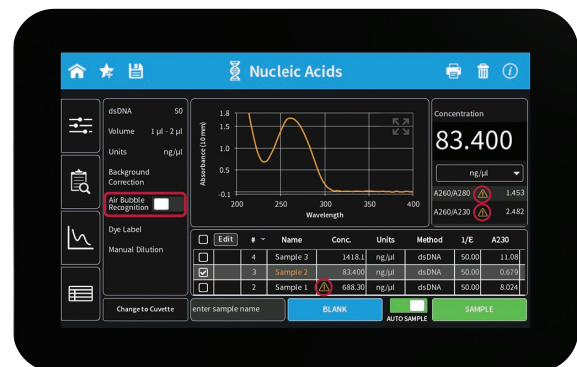 Nucleic Acids
dsDNA 50
Volume 1 µl - 2 µl
Units ng/µl
Background
Correction
Air Bubble
Recognition
Dye Label
Manual Dilution
Change to Cuvette
Absorbance (10 mm)
1.8
1.5
1.0
0.5
-0.1
200 250 300 350 400
Wavelength
Concentration
83.400
ng/µl
A260/A280 1.453
A260/A230 2.482
Edit # Name Conc. Units Method 1/E A230
4 Sample 3 1418.1 ng/µl dsDNA 50.00 11.08
3 Sample 2 83.400 ng/µl dsDNA 50.00 0.679
2 Sample 1 688.30 ng/µl dsDNA 50.00 8.024
enter sample name
BLANK
AUTO SAMPLE
SAMPLE